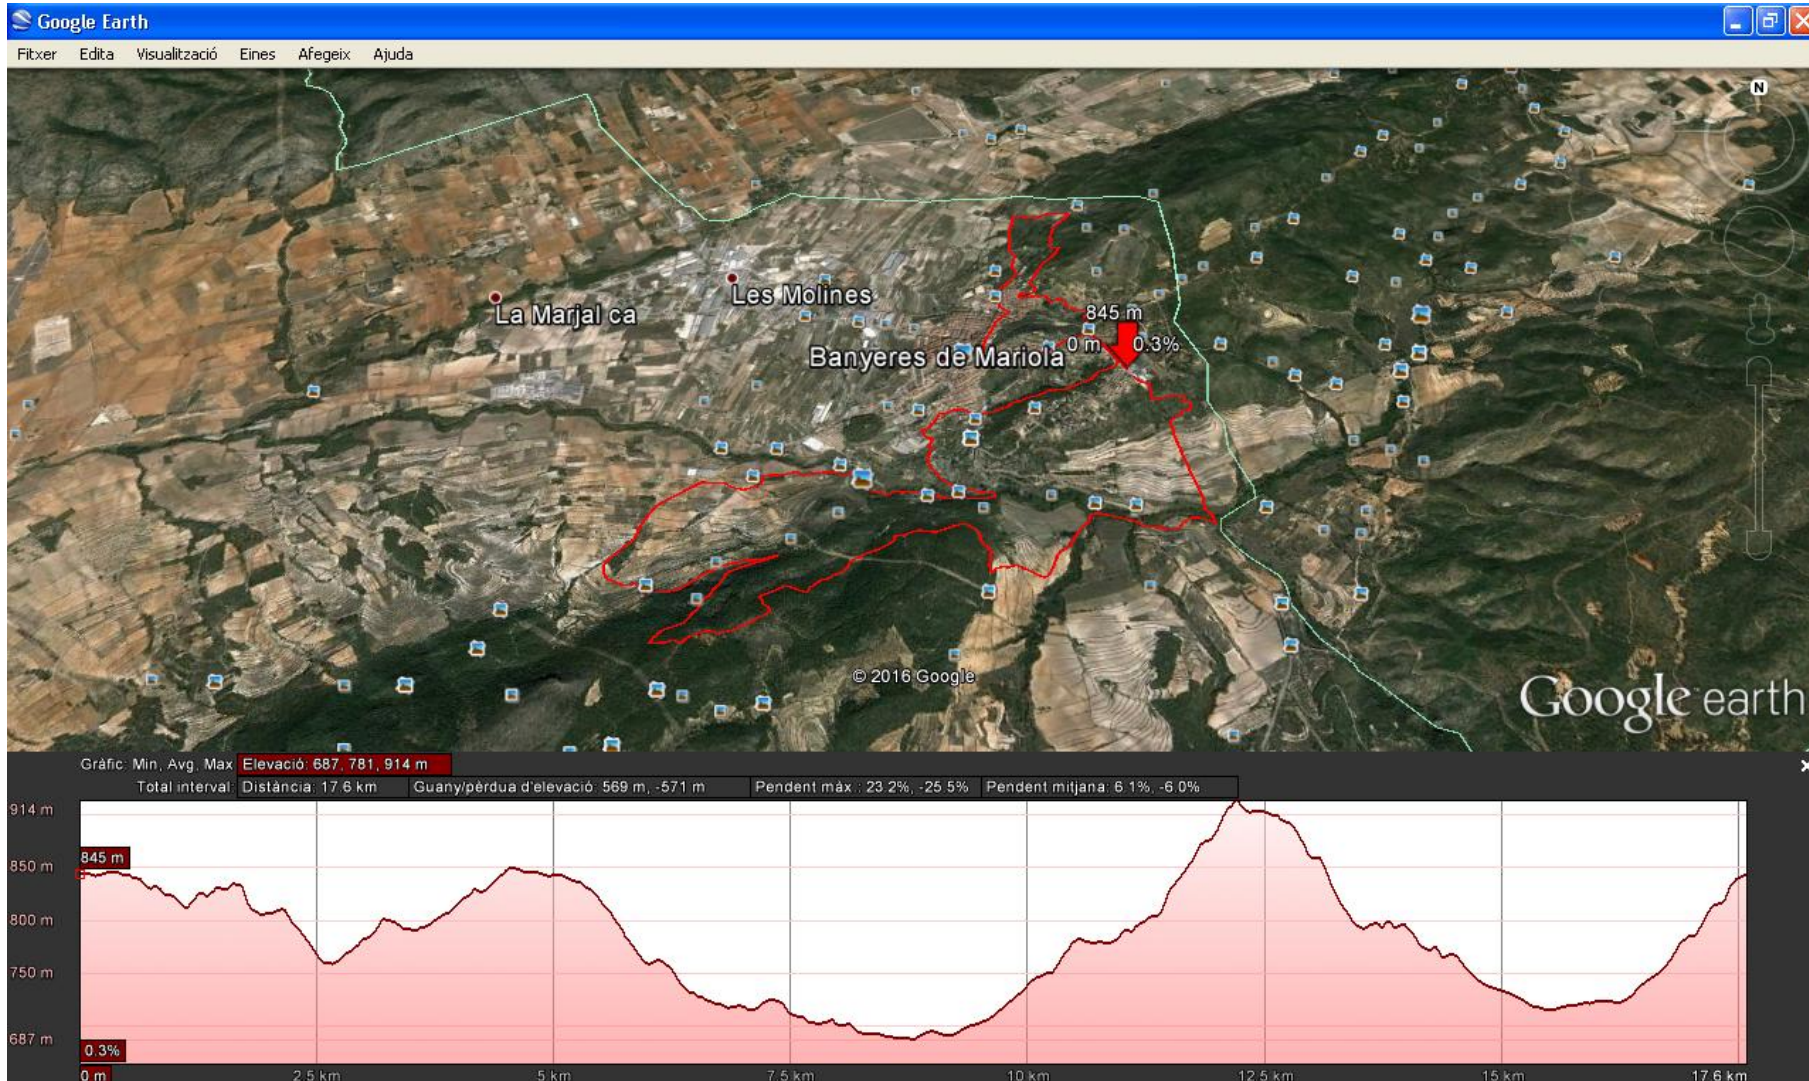 Google Earth
Fitxer Edita Visualització Eines Afegeix Ajuda
N
La Marjal ca
Les Molines
845 m
0 m 0.3%
Banyeres de Mariola
© 2016 Google
Google earth
Gràfic: Min, Avg, Max Elevació: 687, 781, 914 m
Total interval: Distància: 17.6 km Guany/pèrdua d'elevació: 569 m, -571 m Pendent màx.: 23.2%, -25.5% Pendent mitjana: 6.1%, -6.0%
914 m
845 m
850 m
800 m
750 m
687 m
0.3%
0 m 2.5 km 5 km 7.5 km 10 km 12.5 km 15 km 17.6 km